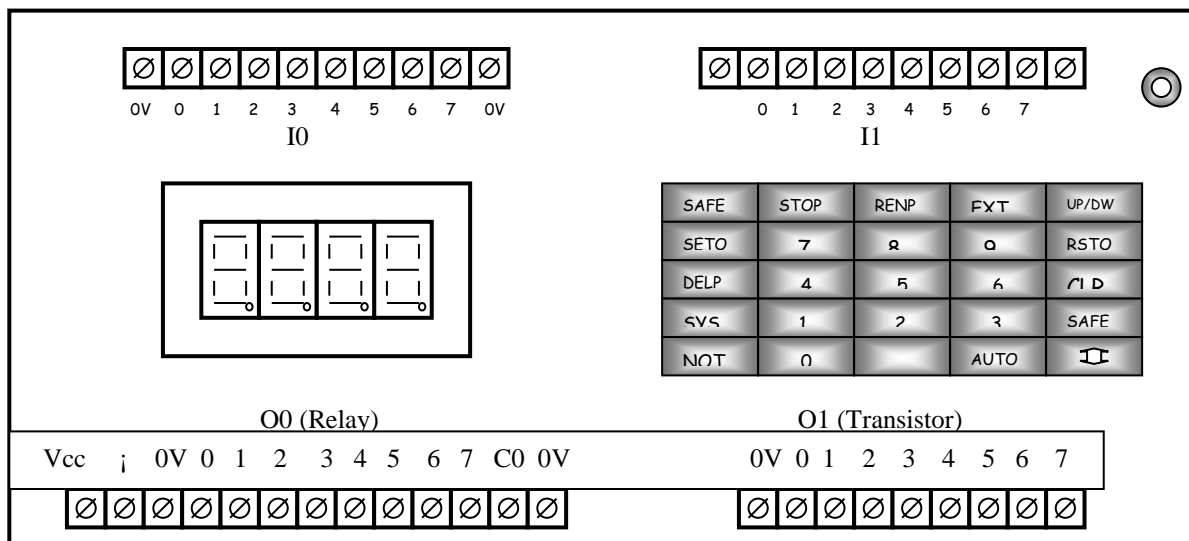 0V 0 1 2 3 4 5 6 7 0V
0 1 2 3 4 5 6 7
I0
I1
SAFE STOP RENP EXT UP/DW
SETO 7 8 9 RSTO
DELP 4 5 6 CLR
SYS 1 2 3 SAFE
NOT 0 AUTO
O0 (Relay)
O1 (Transistor)
Vcc ¡ 0V 0 1 2 3 4 5 6 7 C0 0V
0V 0 1 2 3 4 5 6 7